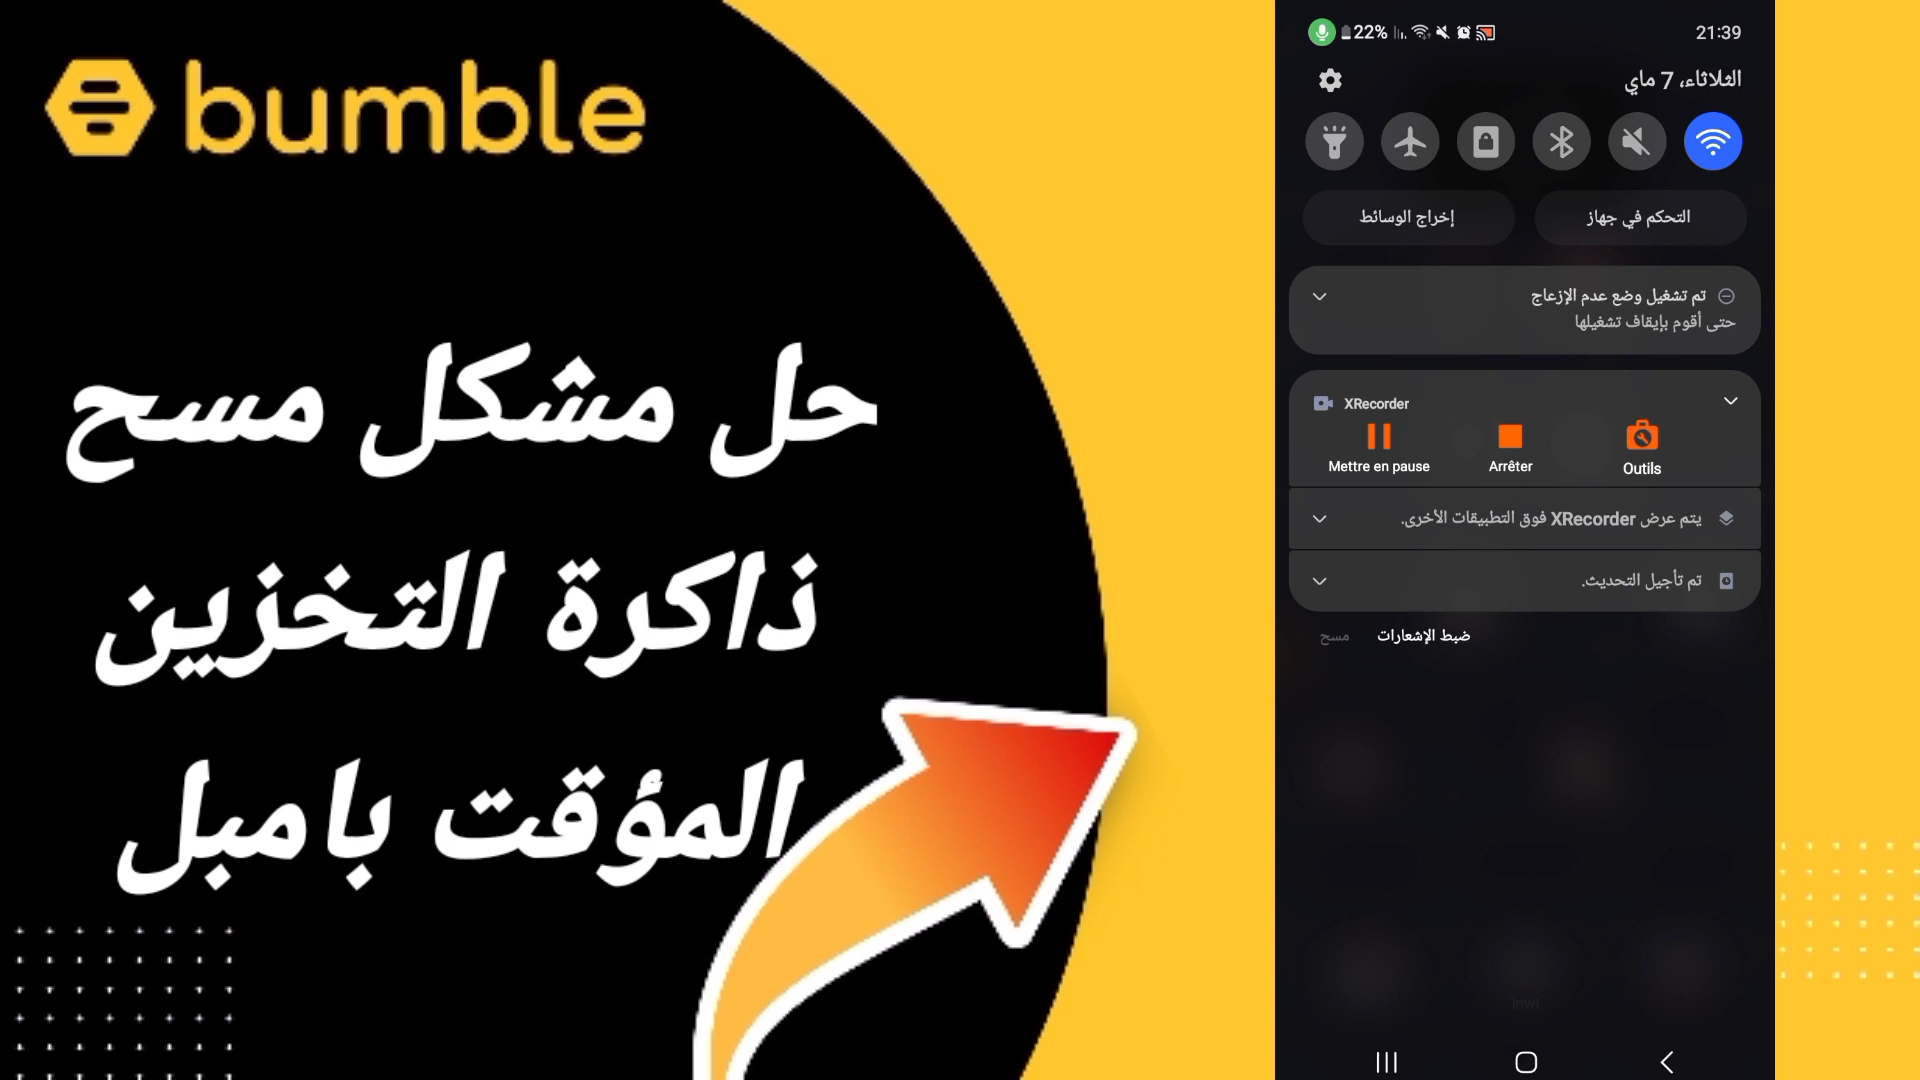 bumble
حل مشكل مسح
ذاكرة التخزين
المؤقت بامبل
22%
21:39
الثلاثاء، 7 ماي
التحكم في جهاز
إخراج الوسائط
تم تشغيل وضع عدم الإزعاج
حتى أقوم بإيقاف تشغيلها
XRecorder
Mettre en pause
Arrêter
Outils
يتم عرض XRecorder فوق التطبيقات الأخرى.
تم تأجيل التحديث.
ضبط الإشعارات
مسح
inwi